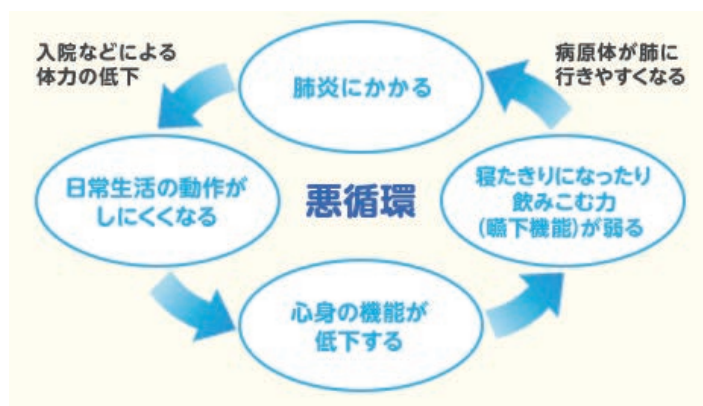 入院などによる
体力の低下
肺炎にかかる
病原体が肺に
行きやすくなる
日常生活の動作が
しにくくなる
悪循環
寝たきりになったり
飲みこむ力
(嚥下機能)が弱る
心身の機能が
低下する